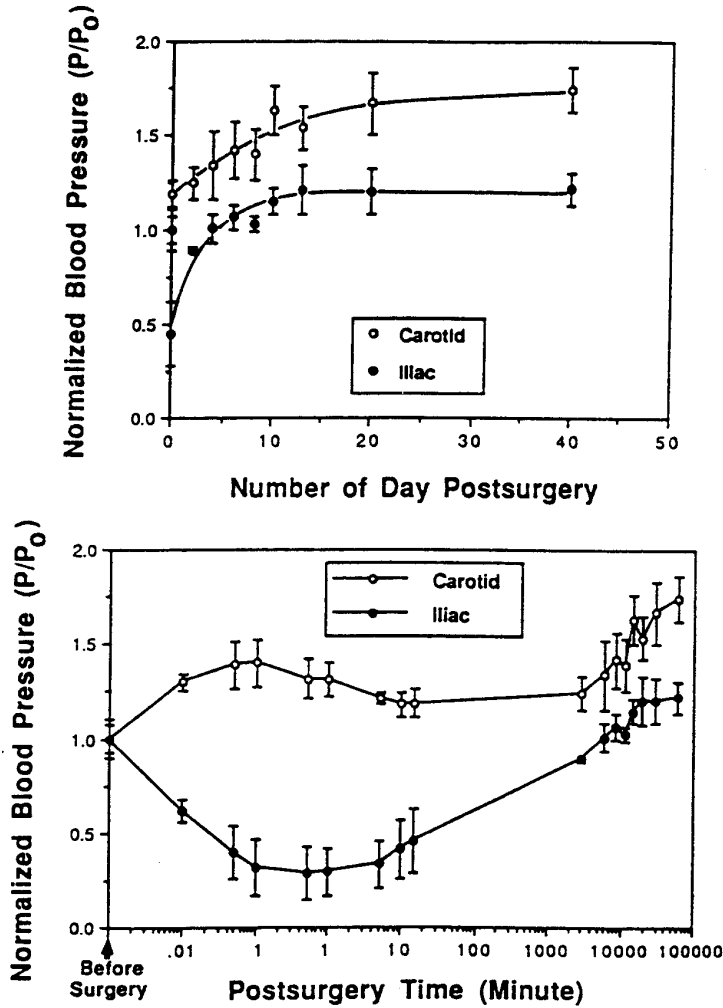 Normalized Blood Pressure (P/P0)
2.0
1.5
1.0
0.5
0.0
Carotid
Iliac
0
10
20
30
40
50
Number of Day Postsurgery
Normalized Blood Pressure (P/P0)
2.0
1.5
1.0
0.5
0.0
Carotid
Iliac
.01
1
1
10
10000
100000
Before
Surgery
Postsurgery Time (Minute)